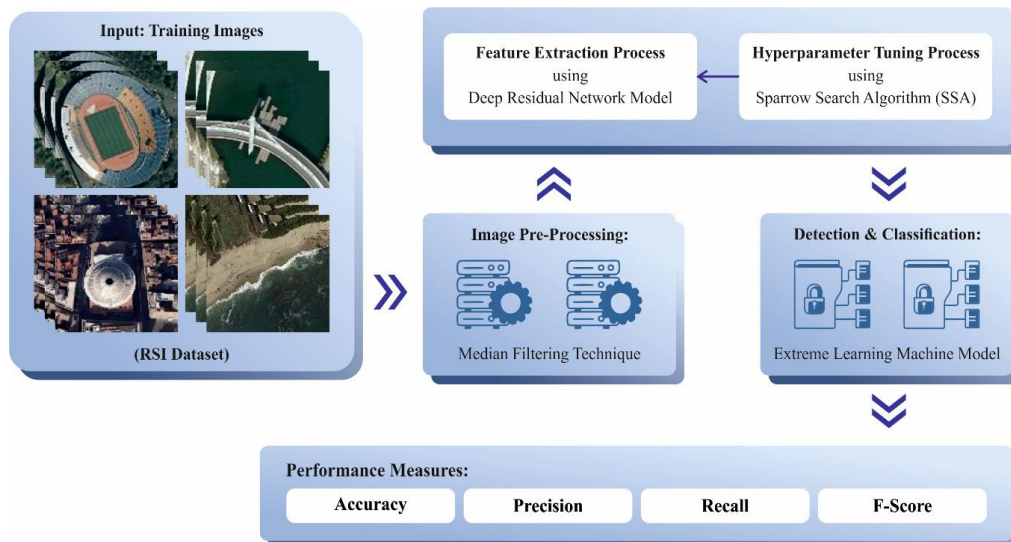 Input: Training Images
(RSI Dataset)
Feature Extraction Process
using
Deep Residual Network Model
Hyperparameter Tuning Process
using
Sparrow Search Algorithm (SSA)
Image Pre-Processing:
Median Filtering Technique
Detection & Classification:
Extreme Learning Machine Model
Performance Measures:
Accuracy
Precision
Recall
F-Score